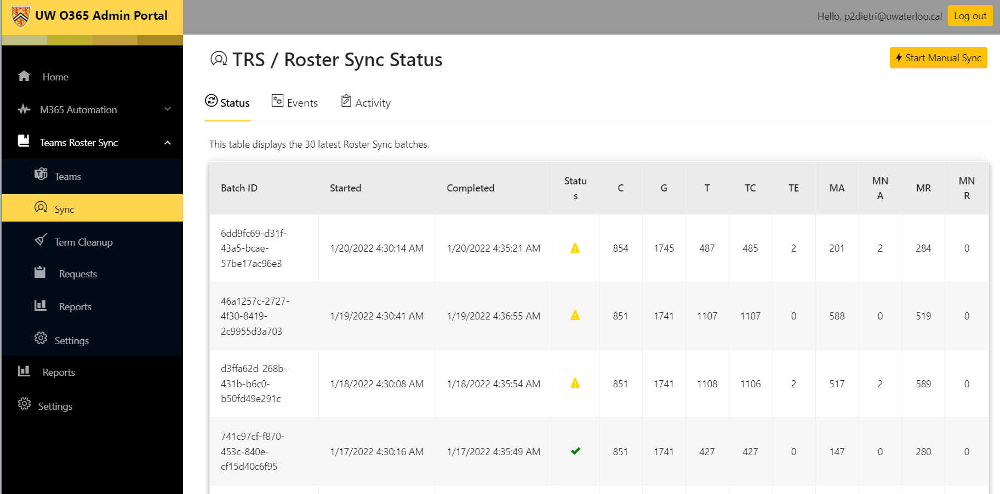 UW O365 Admin Portal
Hello, p2dietri@uwaterloo.ca!
Log out
Home
M365 Automation
Teams Roster Sync
Teams
Sync
Term Cleanup
Requests
Reports
Settings
Reports
Settings
TRS / Roster Sync Status
Start Manual Sync
Status Events Activity
This table displays the 30 latest Roster Sync batches.
Batch ID Started Completed Statu
s C G T TC TE MA MN
A MR MN
R
6dd9fc69-d31f-
43a5-bcae-
57be17ac96e3
1/20/2022 4:30:14 AM 1/20/2022 4:35:21 AM 854 1745 487 485 2 201 2 284 0
46a1257c-2727-
4f30-8419-
2c9955d3a703
1/19/2022 4:30:41 AM 1/19/2022 4:36:55 AM 851 1741 1107 1107 0 588 0 519 0
d3ffa62d-268b-
431b-b6c0-
b50fd49e291c
1/18/2022 4:30:08 AM 1/18/2022 4:35:54 AM 851 1741 1108 1106 2 517 2 589 0
741c97cf-f870-
453c-840e-
cf15d40c6f95
1/17/2022 4:30:16 AM 1/17/2022 4:35:49 AM 851 1741 427 427 0 147 0 280 0